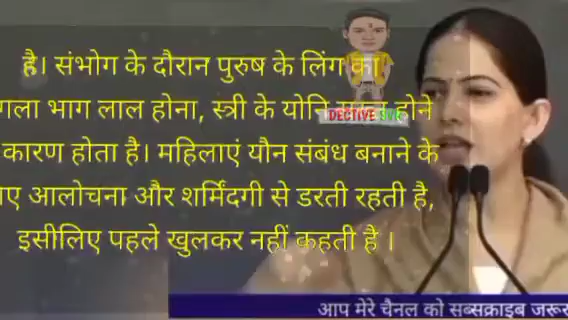 है। संभोग के दौरान पुरुष के लिंग का
गला भाग लाल होना, स्त्री के योनि होने
कारण होता है। महिलाएं यौन संबंध बनाने के
ए आलोचना और शर्मिंदगी से डरती रहती है,
इसीलिए पहले खुलकर नहीं कहती है ।
आप मेरे चैनल को सब्सक्राइब जरूर